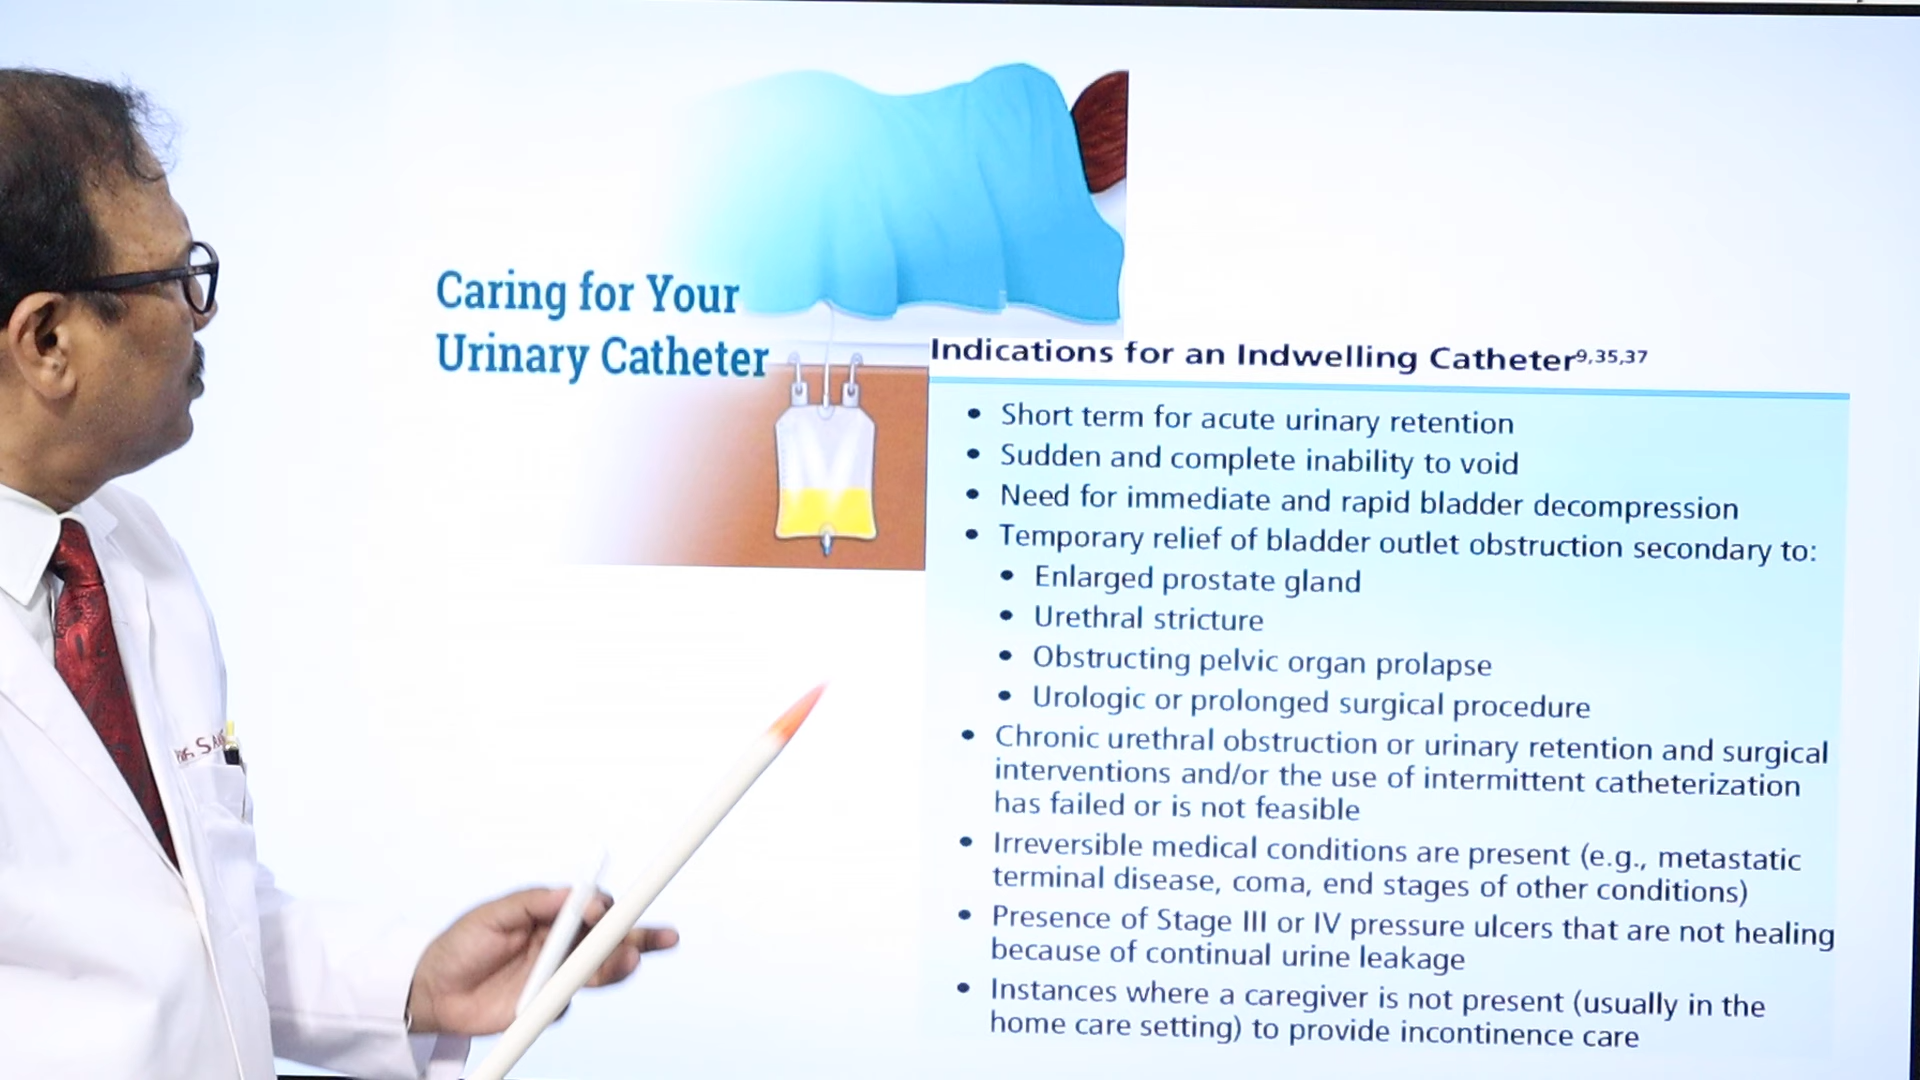 Caring for Your
Urinary Catheter
Indications for an Indwelling Catheter9,35,37
• Short term for acute urinary retention
• Sudden and complete inability to void
• Need for immediate and rapid bladder decompression
• Temporary relief of bladder outlet obstruction secondary to:
• Enlarged prostate gland
• Urethral stricture
• Obstructing pelvic organ prolapse
• Urologic or prolonged surgical procedure
• Chronic urethral obstruction or urinary retention and surgical
interventions and/or the use of intermittent catheterization
has failed or is not feasible
• Irreversible medical conditions are present (e.g., metastatic
terminal disease, coma, end stages of other conditions)
• Presence of Stage III or IV pressure ulcers that are not healing
because of continual urine leakage
• Instances where a caregiver is not present (usually in the
home care setting) to provide incontinence care